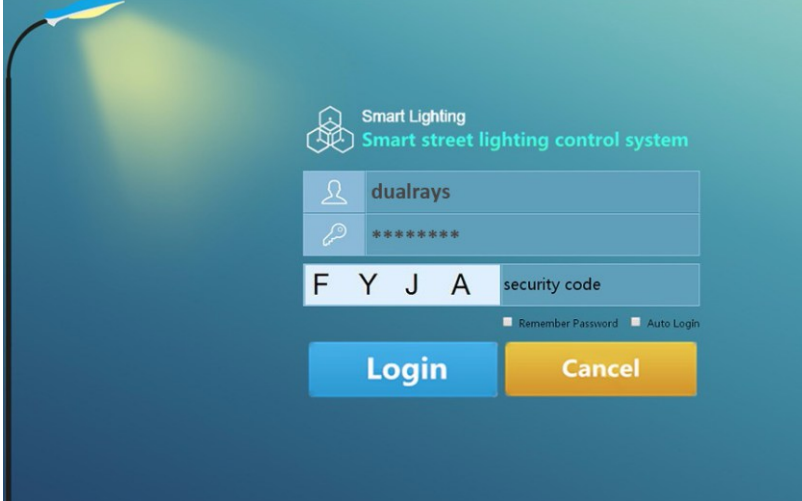 Smart Lighting
Smart street lighting control system
dualrays
********
F Y J A security code
Remember Password Auto Login
Login Cancel